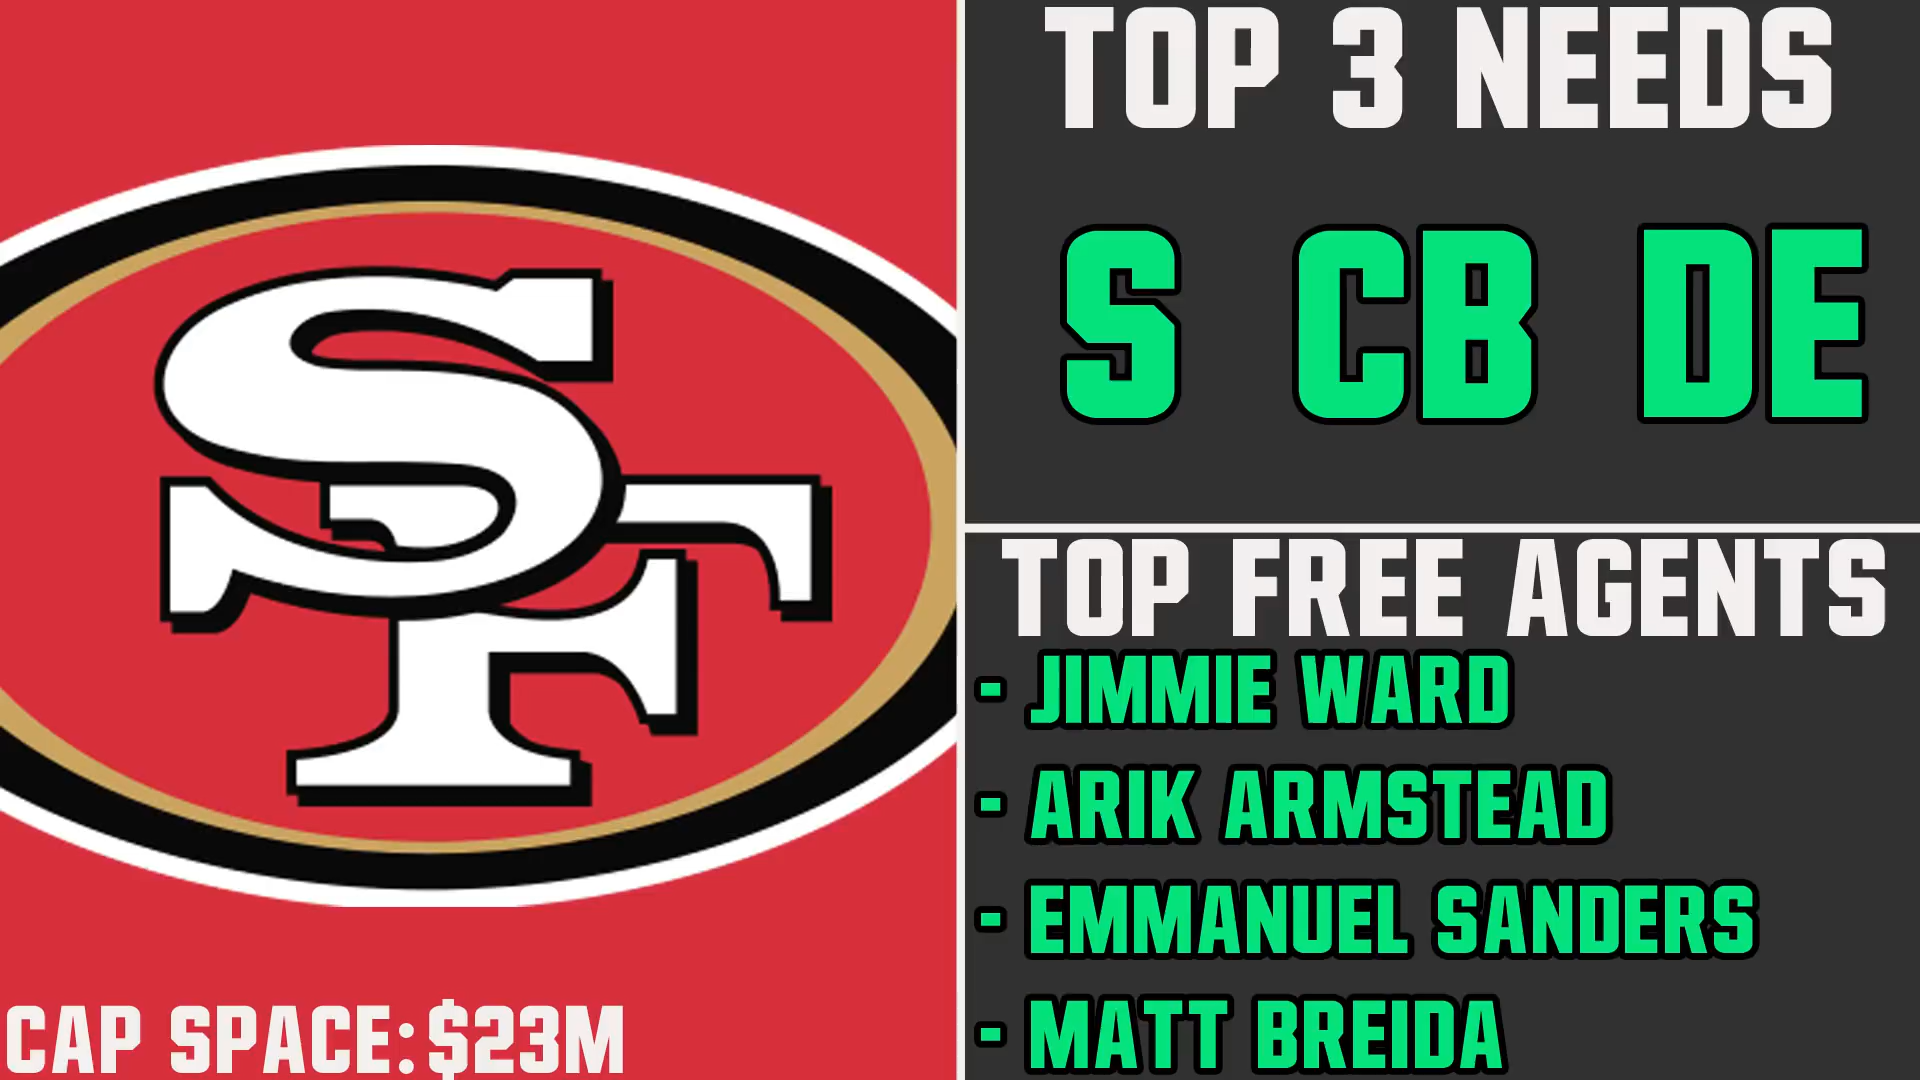 SF
CAP SPACE:$23M
TOP 3 NEEDS
S CB DE
TOP FREE AGENTS
- JIMMIE WARD
- ARIK ARMSTEAD
- EMMANUEL SANDERS
- MATT BREIDA